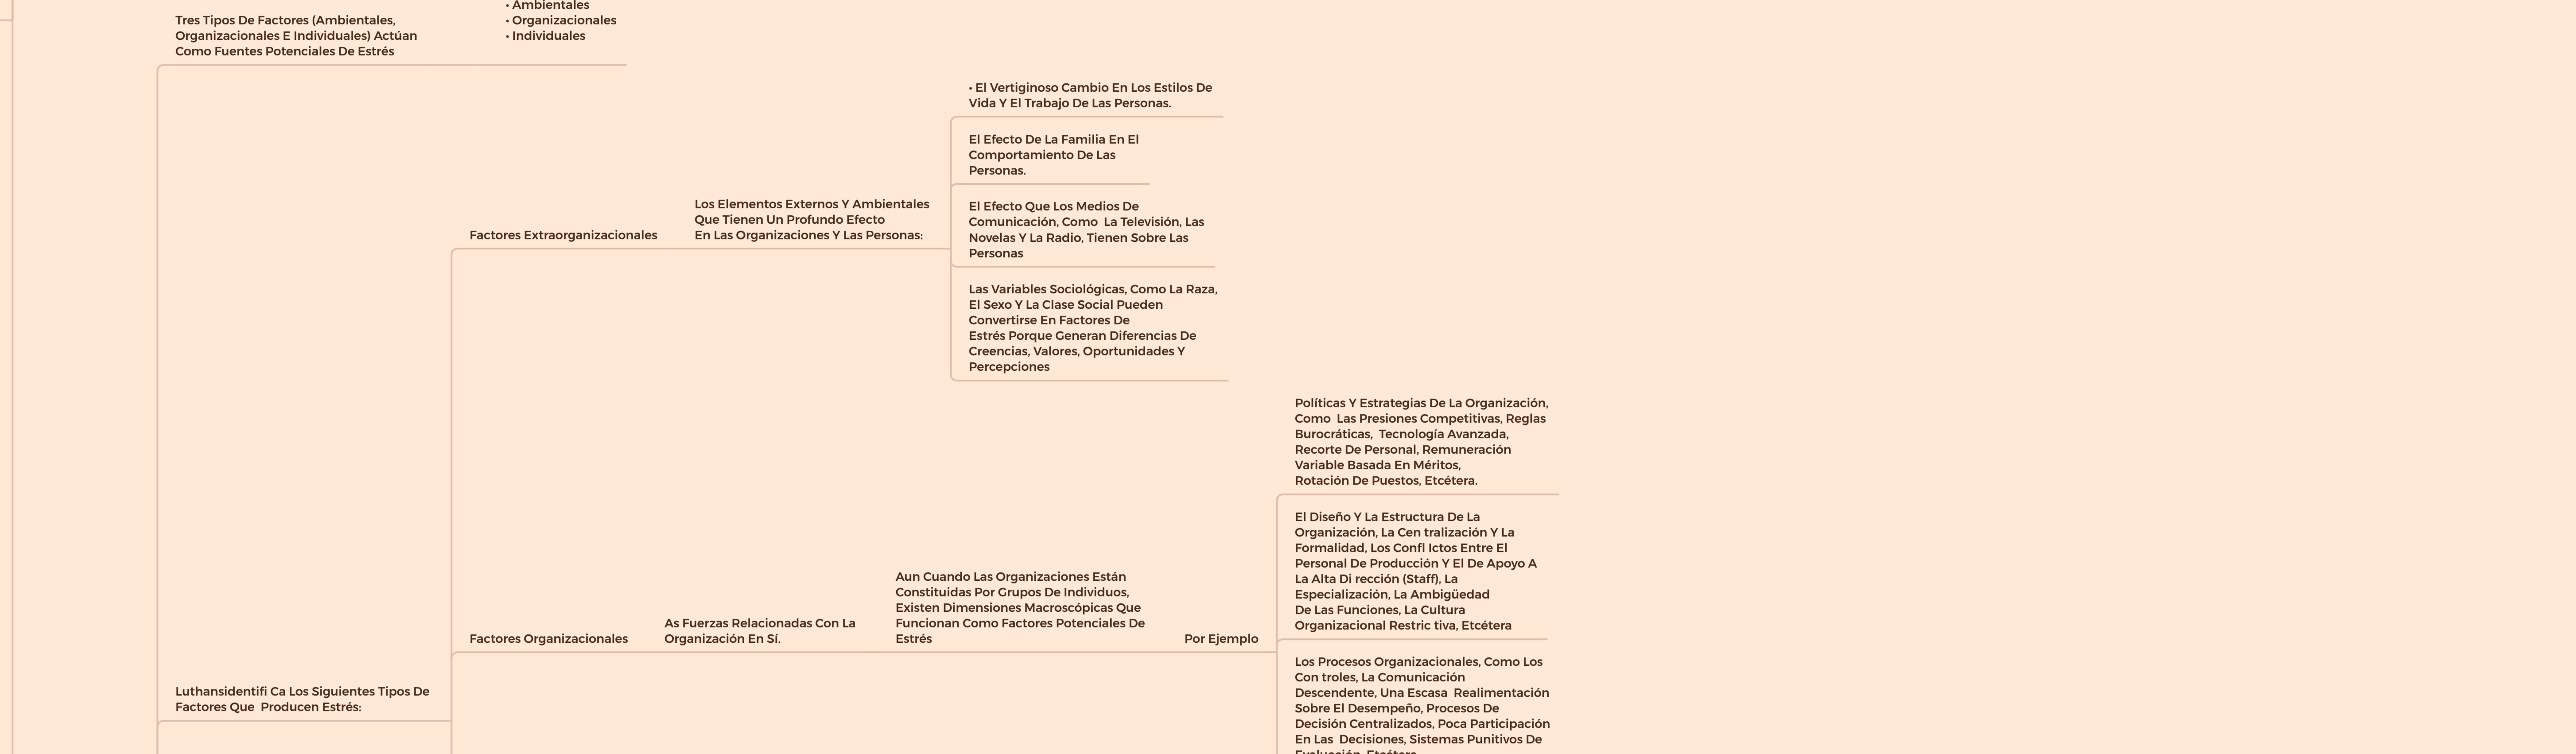 • Ambientales
• Organizacionales
• Individuales
Tres Tipos De Factores (Ambientales,
Organizacionales E Individuales) Actúan
Como Fuentes Potenciales De Estrés
• El Vertiginoso Cambio En Los Estilos De
Vida Y El Trabajo De Las Personas.
El Efecto De La Familia En El
Comportamiento De Las
Personas.
Los Elementos Externos Y Ambientales
Que Tienen Un Profundo Efecto
En Las Organizaciones Y Las Personas:
Factores Extraorganizacionales
El Efecto Que Los Medios De
Comunicación, Como  La Televisión, Las
Novelas Y La Radio, Tienen Sobre Las
Personas
Las Variables Sociológicas, Como La Raza,
El Sexo Y La Clase Social Pueden
Convertirse En Factores De
Estrés Porque Generan Diferencias De
Creencias, Valores, Oportunidades Y
Percepciones
Políticas Y Estrategias De La Organización,
Como  Las Presiones Competitivas, Reglas
Burocráticas,  Tecnología Avanzada,
Recorte De Personal, Remuneración
Variable Basada En Méritos,
Rotación De Puestos, Etcétera.
El Diseño Y La Estructura De La
Organización, La Cen tralización Y La
Formalidad, Los Confl Ictos Entre El
Personal De Producción Y El De Apoyo A
La Alta Di rección (Staff), La
Especialización, La Ambigüedad
De Las Funciones, La Cultura
Organizacional Restric tiva, Etcétera
Aun Cuando Las Organizaciones Están
Constituidas Por Grupos De Individuos,
Existen Dimensiones Macroscópicas Que
Funcionan Como Factores Potenciales De
Estrés
As Fuerzas Relacionadas Con La
Organización En Sí.
Factores Organizacionales
Por Ejemplo
Los Procesos Organizacionales, Como Los
Con troles, La Comunicación
Descendente, Una Escasa  Realimentación
Sobre El Desempeño, Procesos De
Decisión Centralizados, Poca Participación
En Las  Decisiones, Sistemas Punitivos De
Evaluación, Etcétera
Luthansidentifi Ca Los Siguientes Tipos De
Factores Que  Producen Estrés: